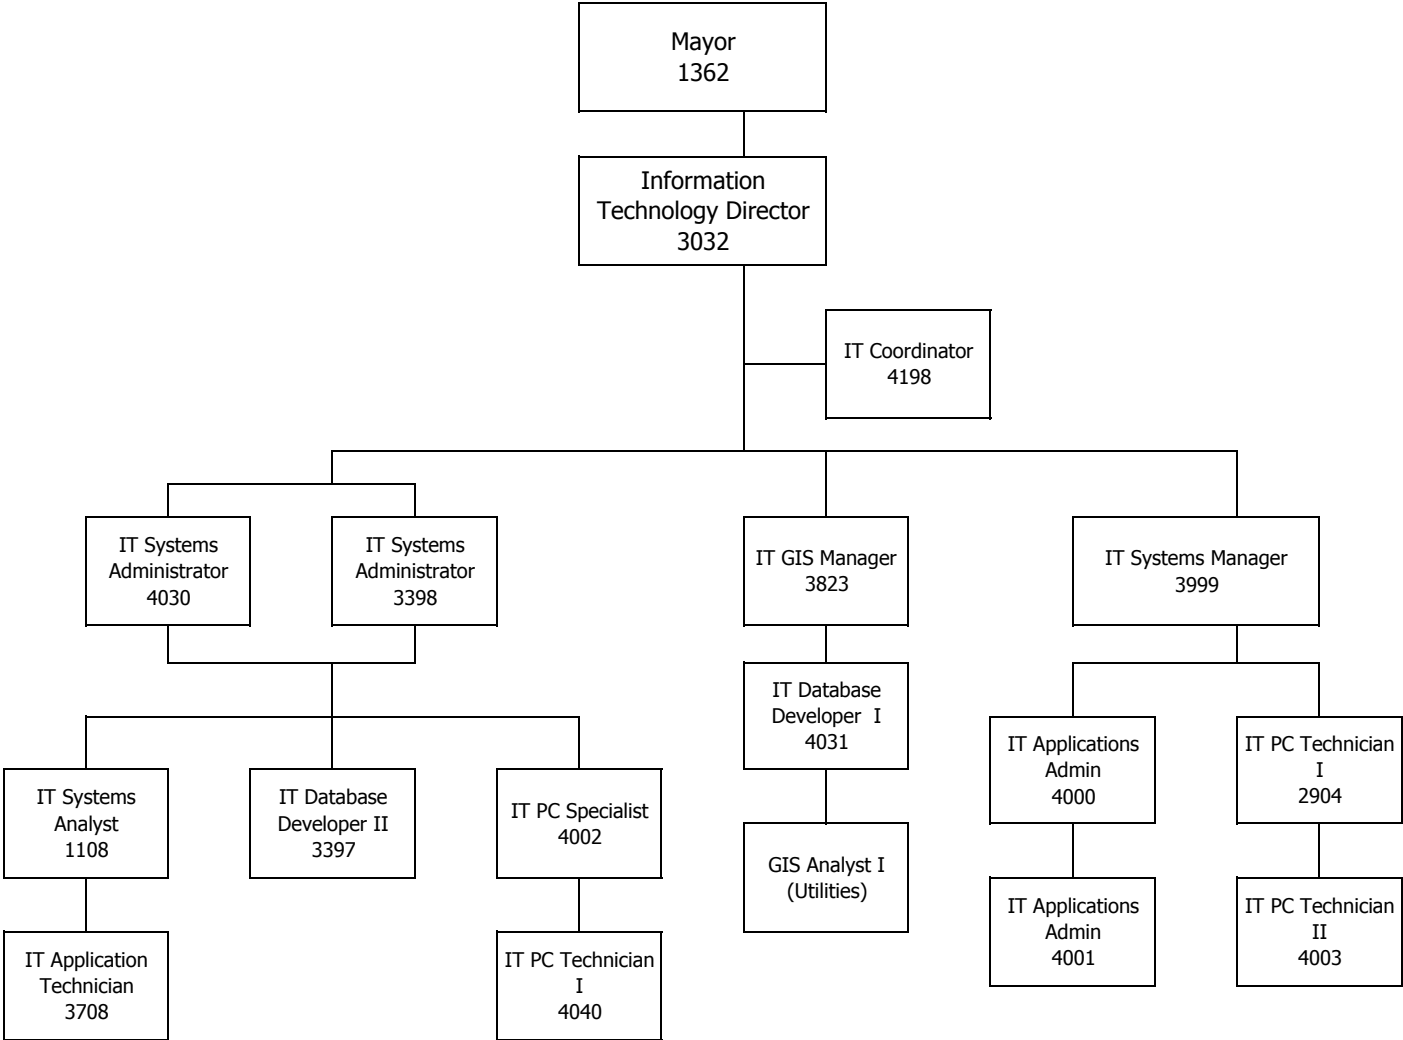 Mayor
1362
Information
Technology Director
3032
IT Coordinator
4198
IT Systems
Administrator
4030
IT Systems
Administrator
3398
IT GIS Manager
3823
IT Systems Manager
3999
IT Database
Developer I
4031
IT Applications
Admin
4000
IT PC Technician
I
2904
IT Systems
Analyst
1108
IT Database
Developer II
3397
IT PC Specialist
4002
GIS Analyst I
(Utilities)
IT Applications
Admin
4001
IT PC Technician
II
4003
IT Application
Technician
3708
IT PC Technician
I
4040